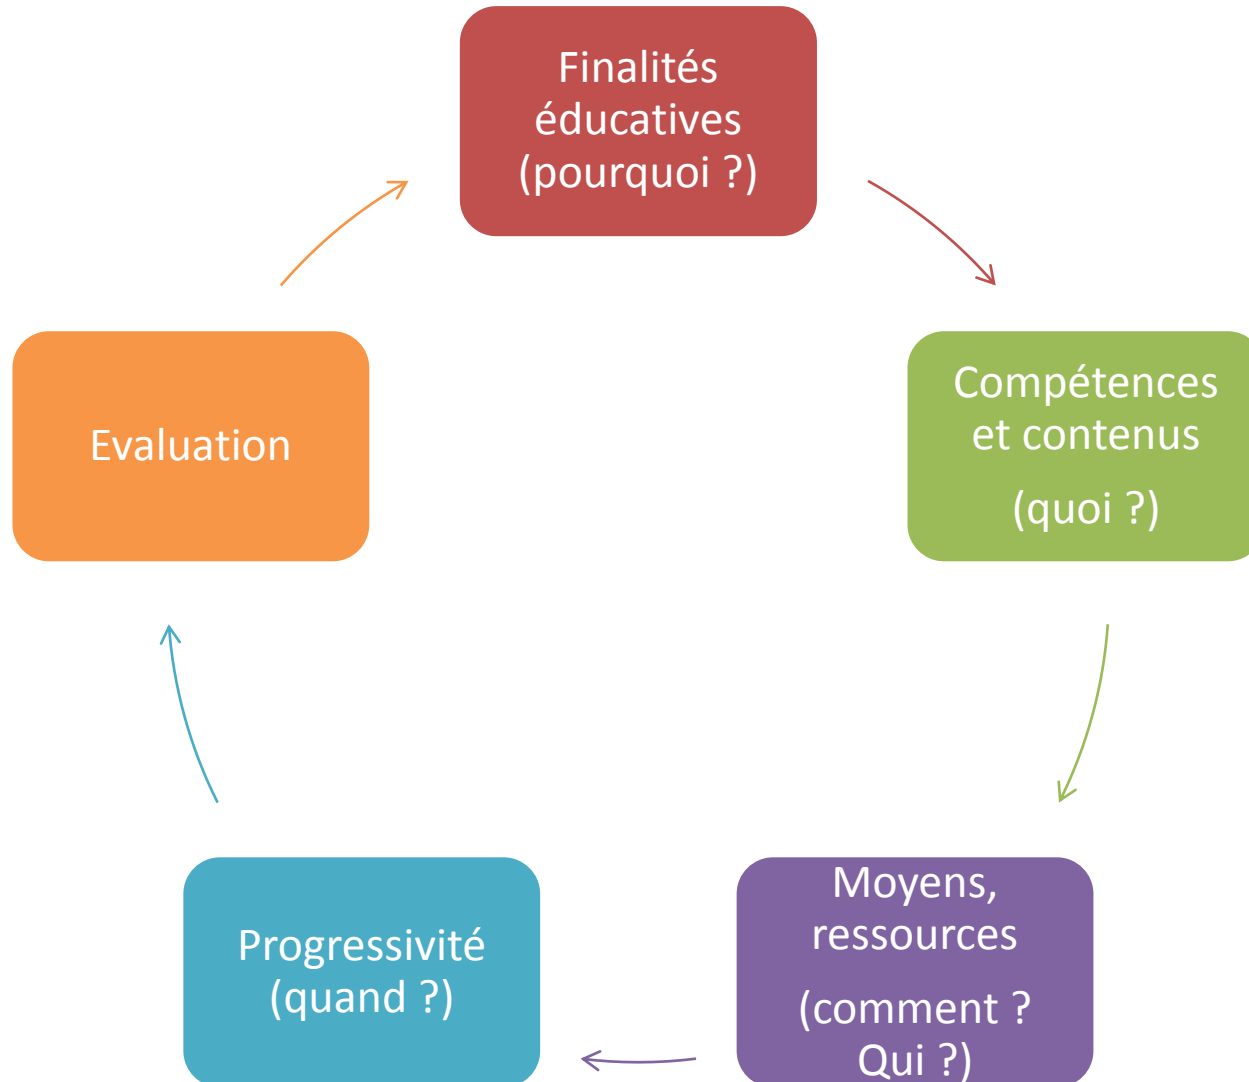 Finalités
éducatives
(pourquoi ?)
Compétences
et contenus
(quoi ?)
Moyens,
ressources
(comment ?
Qui ?)
Progressivité
(quand ?)
Evaluation